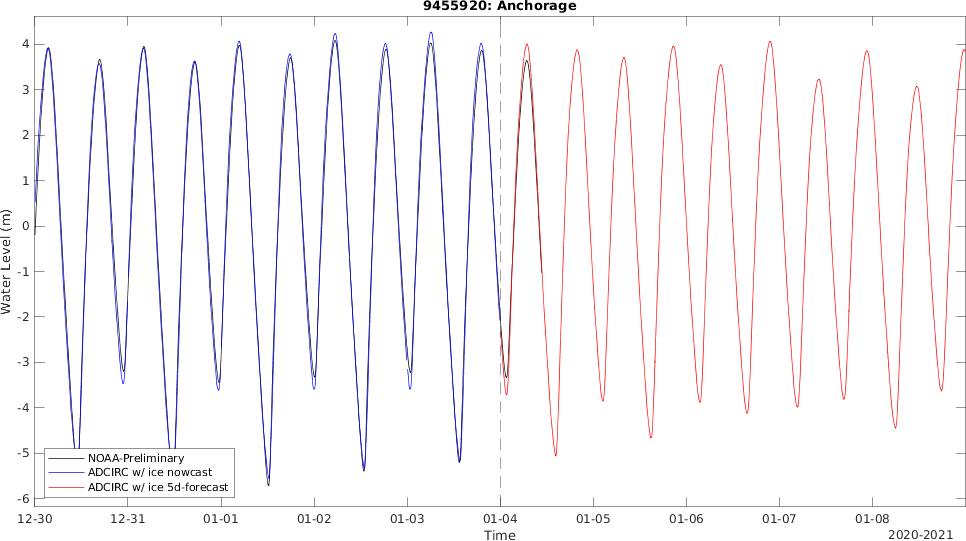 9455920: Anchorage
Water Level (m)
4
3
2
1
0
-1
-2
-3
-4
-5
-6
NOAA-Preliminary
ADCIRC w/ ice nowcast
ADCIRC w/ ice 5d-forecast
12-30 12-31 01-01 01-02 01-03 01-04 01-05 01-06 01-07 01-08
Time
2020-2021